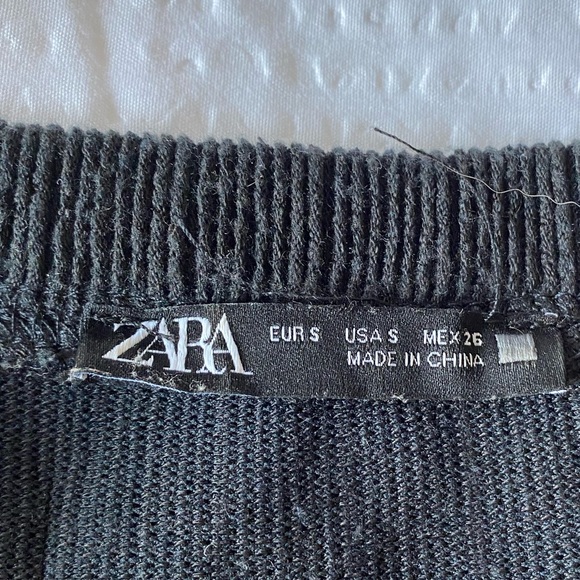 ZARA EUR S USA S MEX 26
MADE IN CHINA